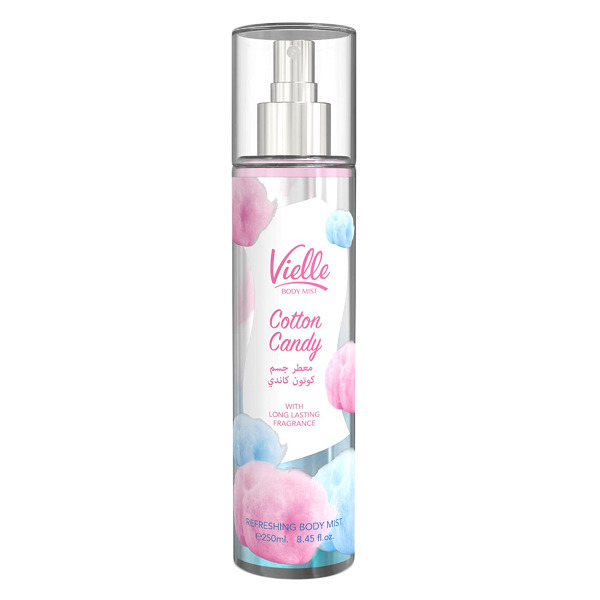 Vielle
BODY MIST
Cotton
Candy
معطر جسم
كوتون كاندي
WITH
LONG LASTING
FRAGRANCE
REFRESHING BODY MIST
℮250ml. 8.45 fl.oz.